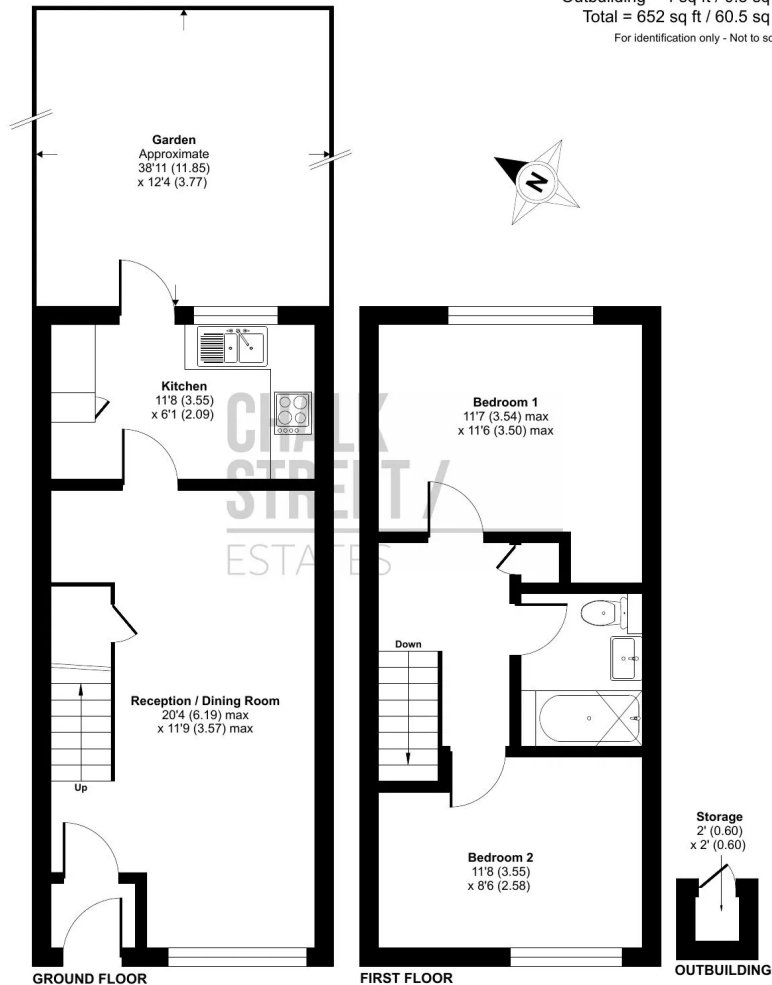 Total = 652 sq ft / 60.5 sq
For identification only - Not to sc
Garden
Approximate
38'11 (11.85)
x 12'4 (3.77)
N
Kitchen
11'8 (3.55)
x 6'1 (2.09)
Bedroom 1
11'7 (3.54) max
x 11'6 (3.50) max
CHALK
STREET /
ESTATES
Down
Reception / Dining Room
20'4 (6.19) max
x 11'9 (3.57) max
Up
Bedroom 2
11'8 (3.55)
x 8'6 (2.58)
Storage
2' (0.60)
x 2' (0.60)
GROUND FLOOR
FIRST FLOOR
OUTBUILDING